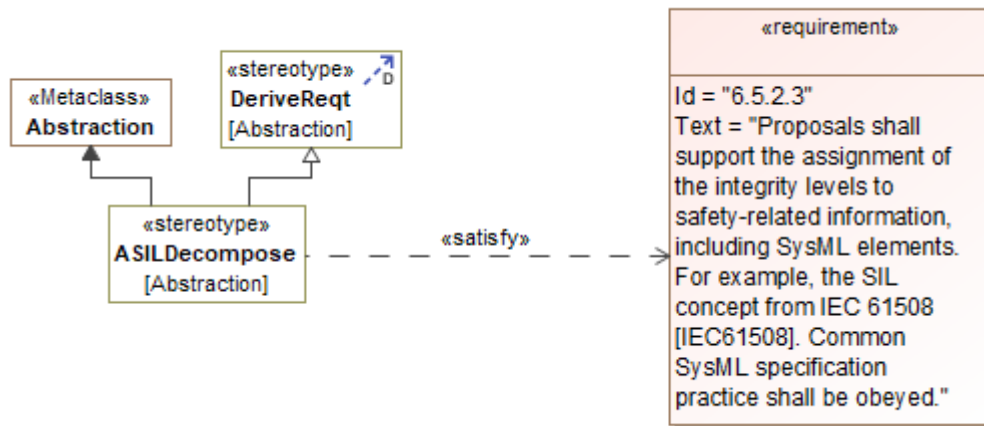 «Metaclass»
Abstraction
«stereotype»
D
DeriveReqt
[Abstraction]
«stereotype»
ASILDecompose
[Abstraction]
«satisfy»
«requirement»
Id = "6.5.2.3"
Text = "Proposals shall
support the assignment of
the integrity levels to
safety-related information,
including SysML elements.
For example, the SIL
concept from IEC 61508
[IEC61508]. Common
SysML specification
practice shall be obeyed."